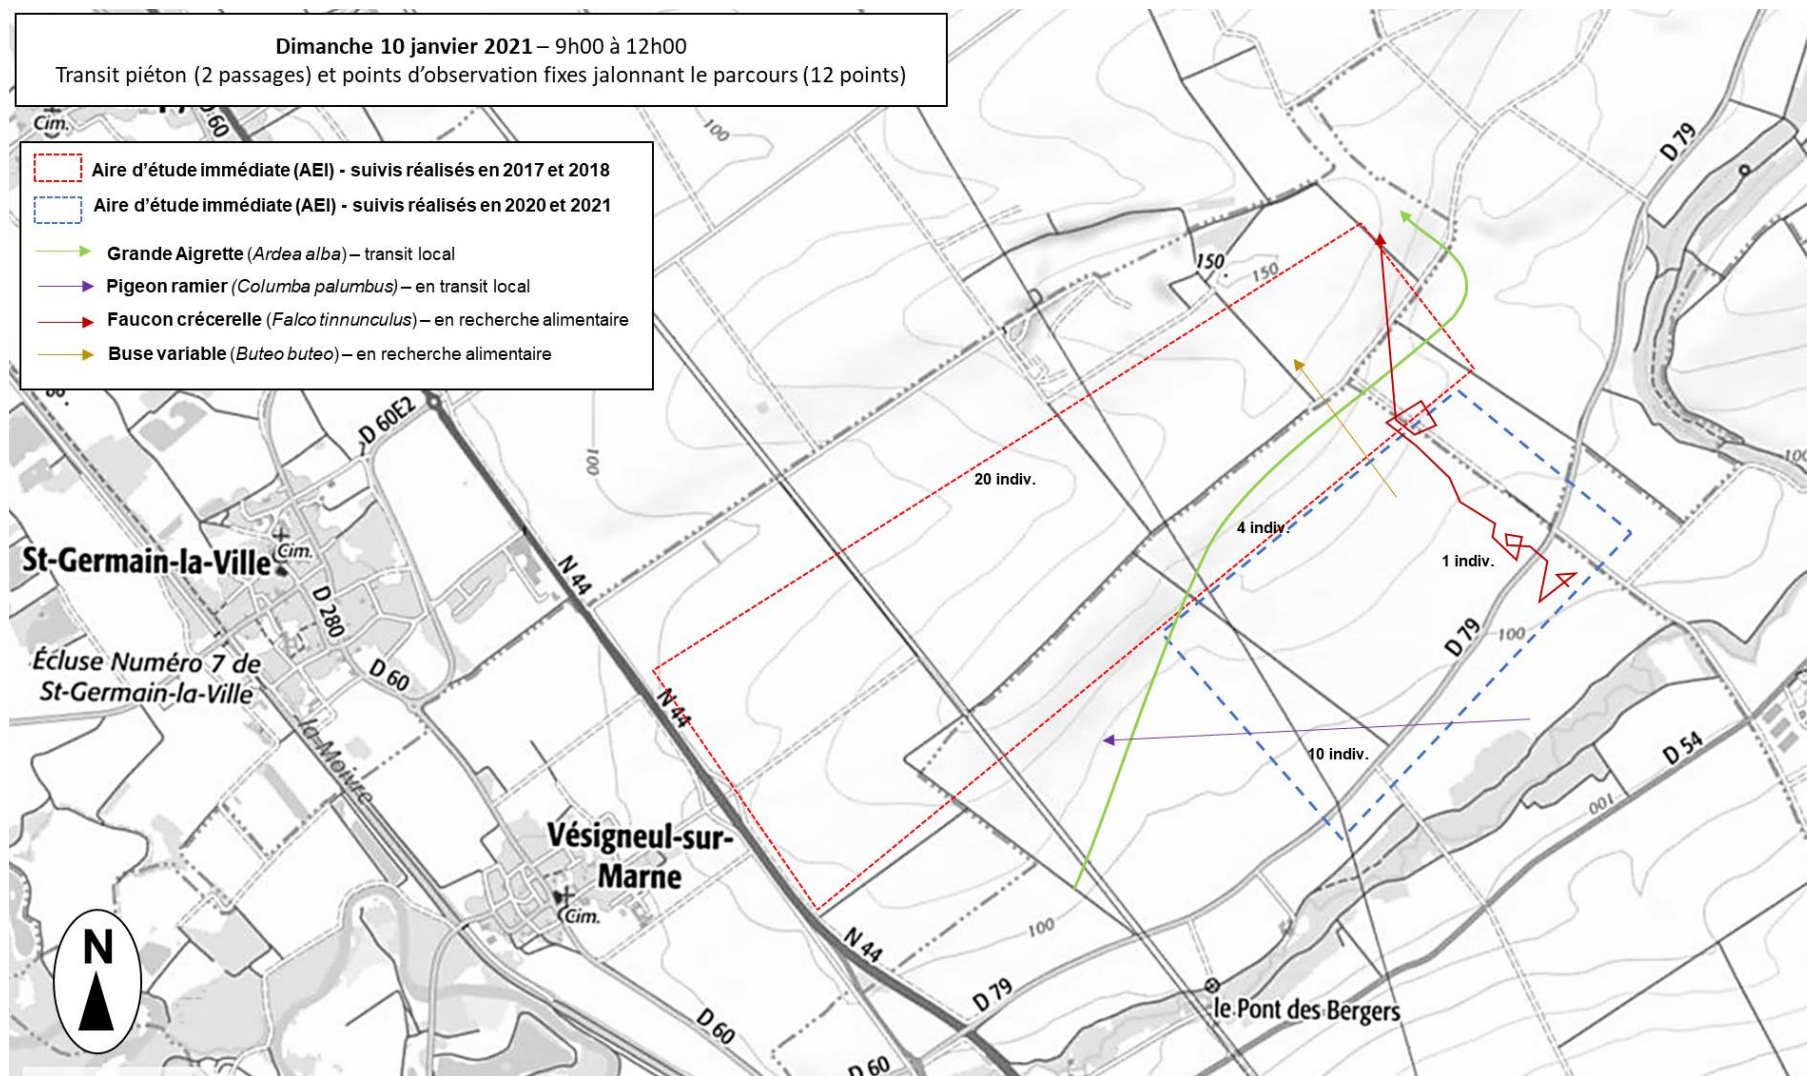 Dimanche 10 janvier 2021 – 9h00 à 12h00
Transit piéton (2 passages) et points d'observation fixes jalonnant le parcours (12 points)
60
Cim.
100
D 79
Aire d'étude immédiate (AEI) - suivis réalisés en 2017 et 2018
Aire d'étude immédiate (AEI) - suivis réalisés en 2020 et 2021
Grande Aigrette (Ardea alba) – transit local
Pigeon ramier (Columba palumbus) – en transit local
Faucon crécerelle (Falco tinnunculus) – en recherche alimentaire
Buse variable (Buteo buteo) – en recherche alimentaire
150.
150
D 60E2
100
100
20 indiv.
4 indiv.
1 indiv.
St-Germain-la-Ville
Cim.
N 44
D 280
D 79
100
Écluse Numéro 7 de
St-Germain-la-Ville
D 60
N 44
la Moivre
10 indiv.
D 54
100
Vésigneul-sur-
Marne
Cim.
100
N
N 44
D 79
le Pont des Bergers
D 60
D 60